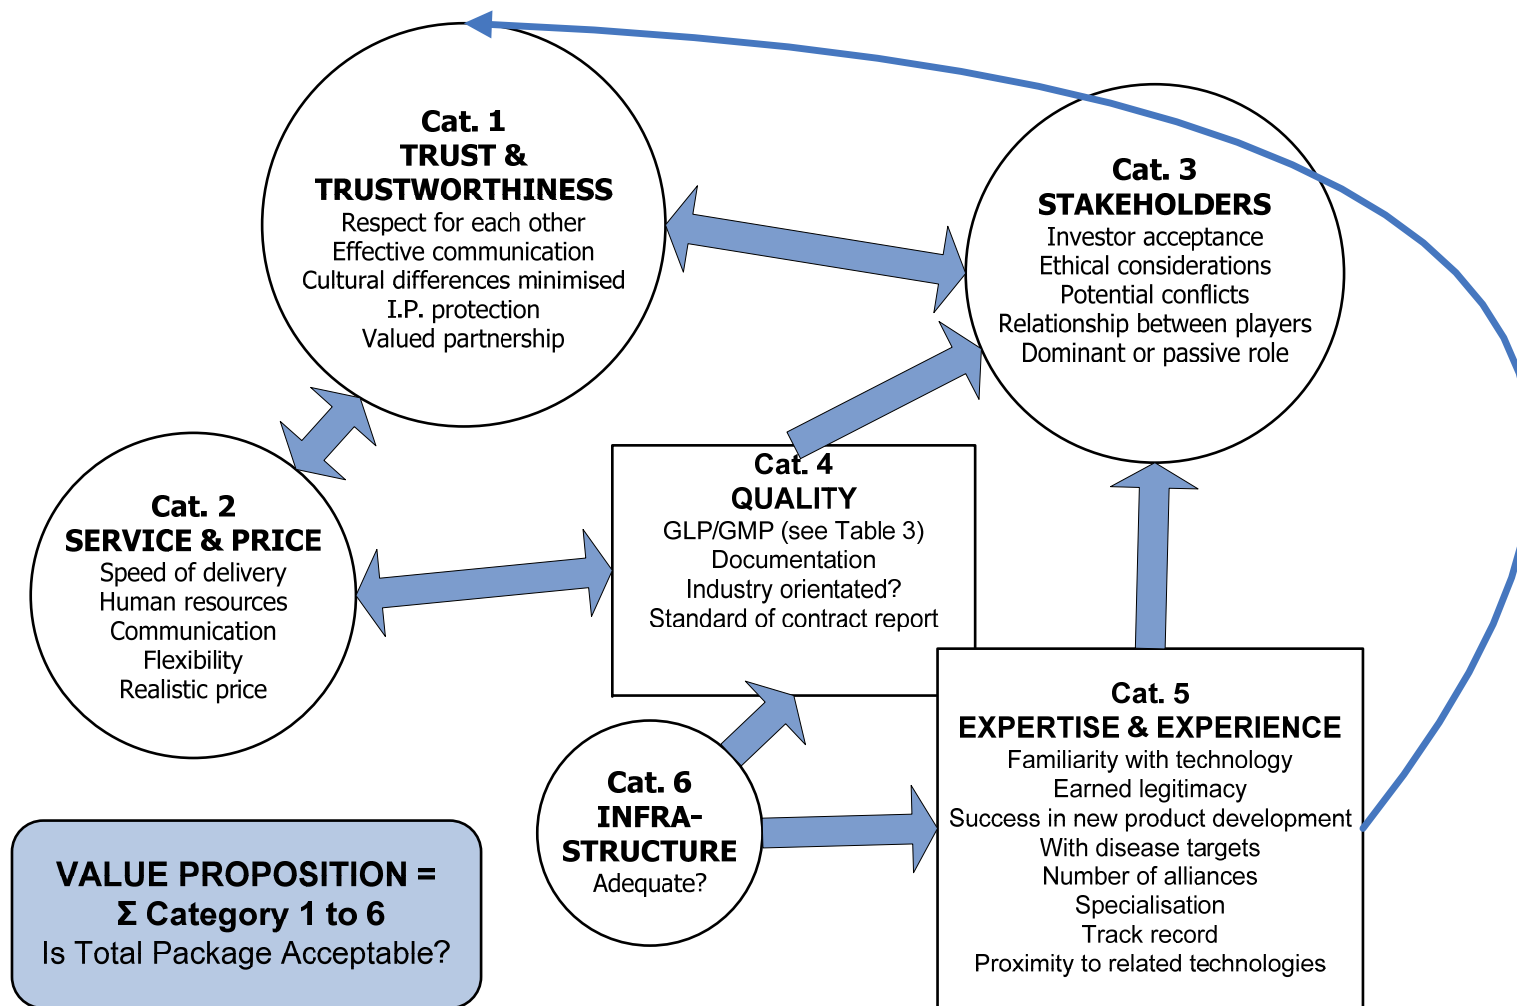 Cat. 1
TRUST &
TRUSTWORTHINESS
Respect for each other
Effective communication
Cultural differences minimised
I.P. protection
Valued partnership
Cat. 3
STAKEHOLDERS
Investor acceptance
Ethical considerations
Potential conflicts
Relationship between players
Dominant or passive role
Cat. 2
SERVICE & PRICE
Speed of delivery
Human resources
Communication
Flexibility
Realistic price
Cat. 4
QUALITY
GLP/GMP (see Table 3)
Documentation
Industry orientated?
Standard of contract report
Cat. 5
EXPERTISE & EXPERIENCE
Familiarity with technology
Earned legitimacy
Success in new product development
With disease targets
Number of alliances
Specialisation
Track record
Proximity to related technologies
Cat. 6
INFRA-
STRUCTURE
Adequate?
VALUE PROPOSITION =
Σ Category 1 to 6
Is Total Package Acceptable?